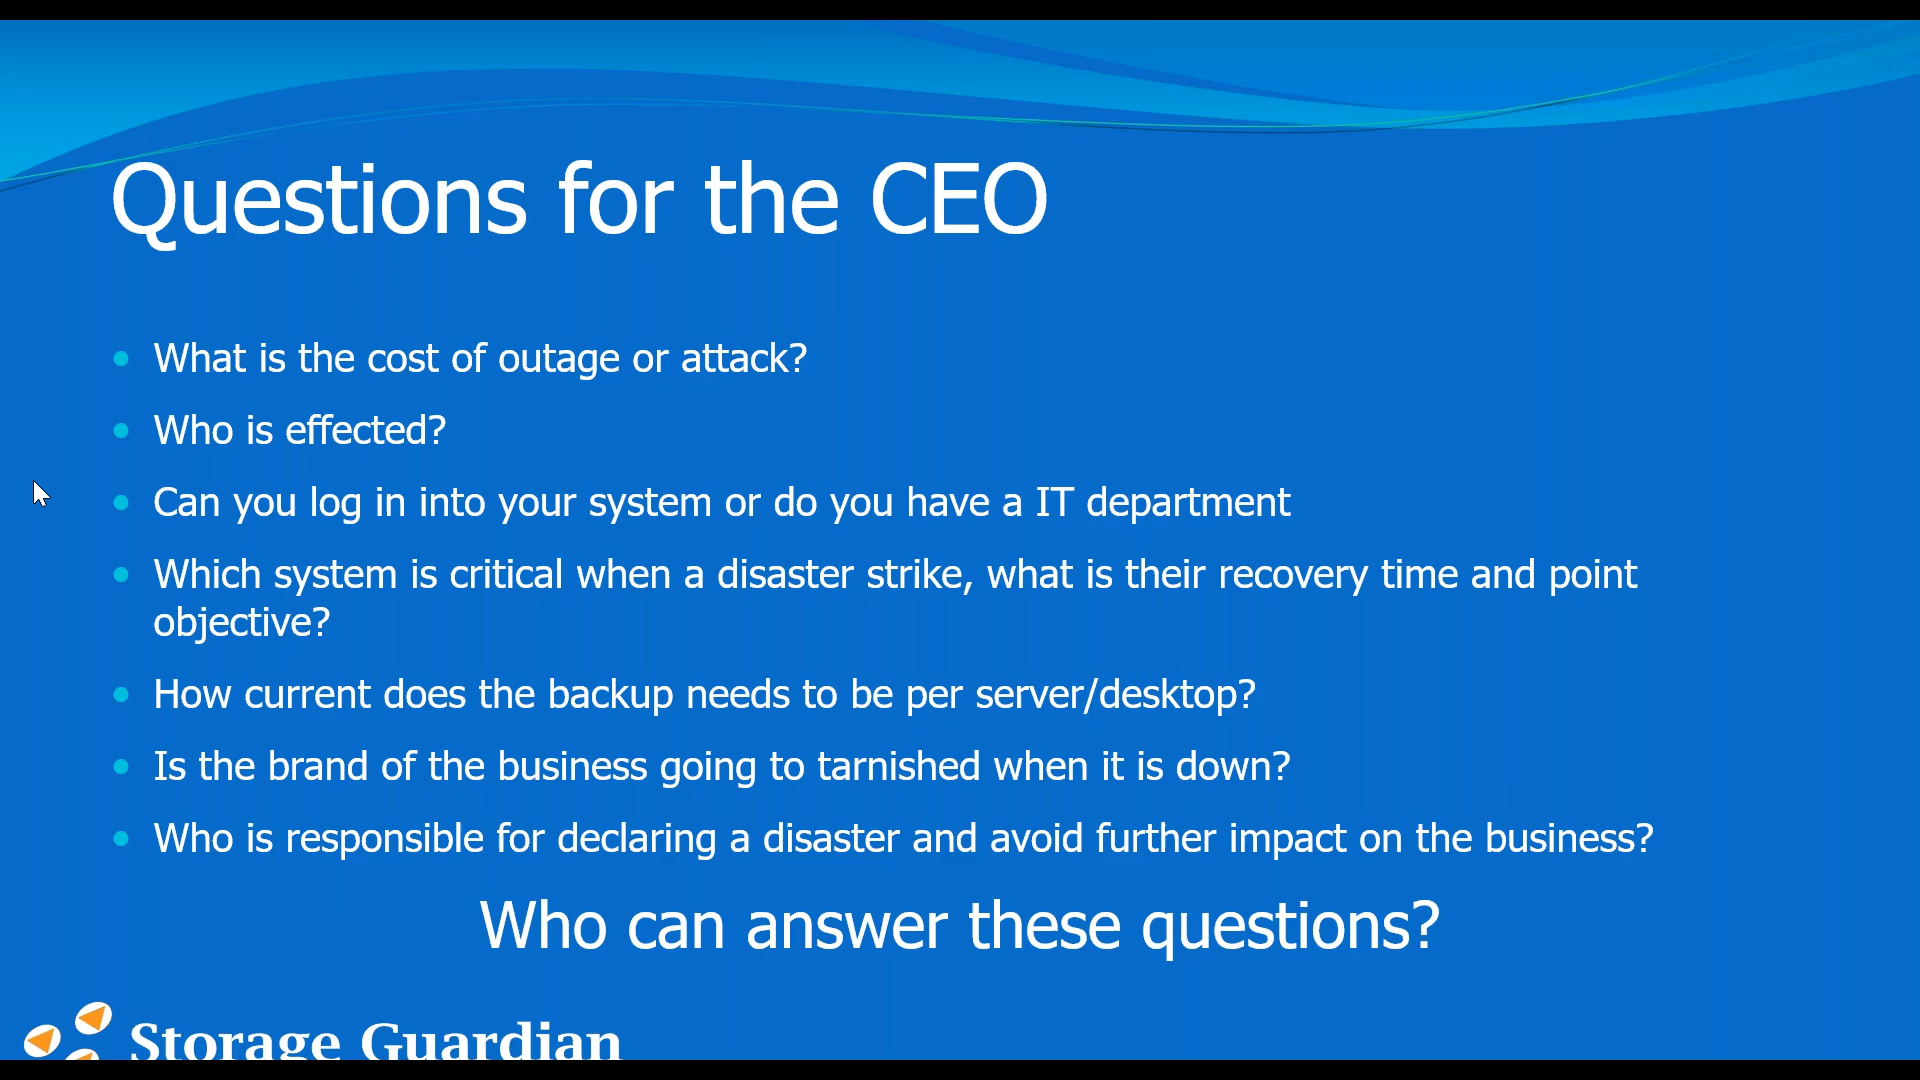 Questions for the CEO
What is the cost of outage or attack?
Who is effected?
Can you log in into your system or do you have a IT department
Which system is critical when a disaster strike, what is their recovery time and point
objective?
How current does the backup needs to be per server/desktop?
Is the brand of the business going to tarnished when it is down?
Who is responsible for declaring a disaster and avoid further impact on the business?
Who can answer these questions?
Storage Guardian